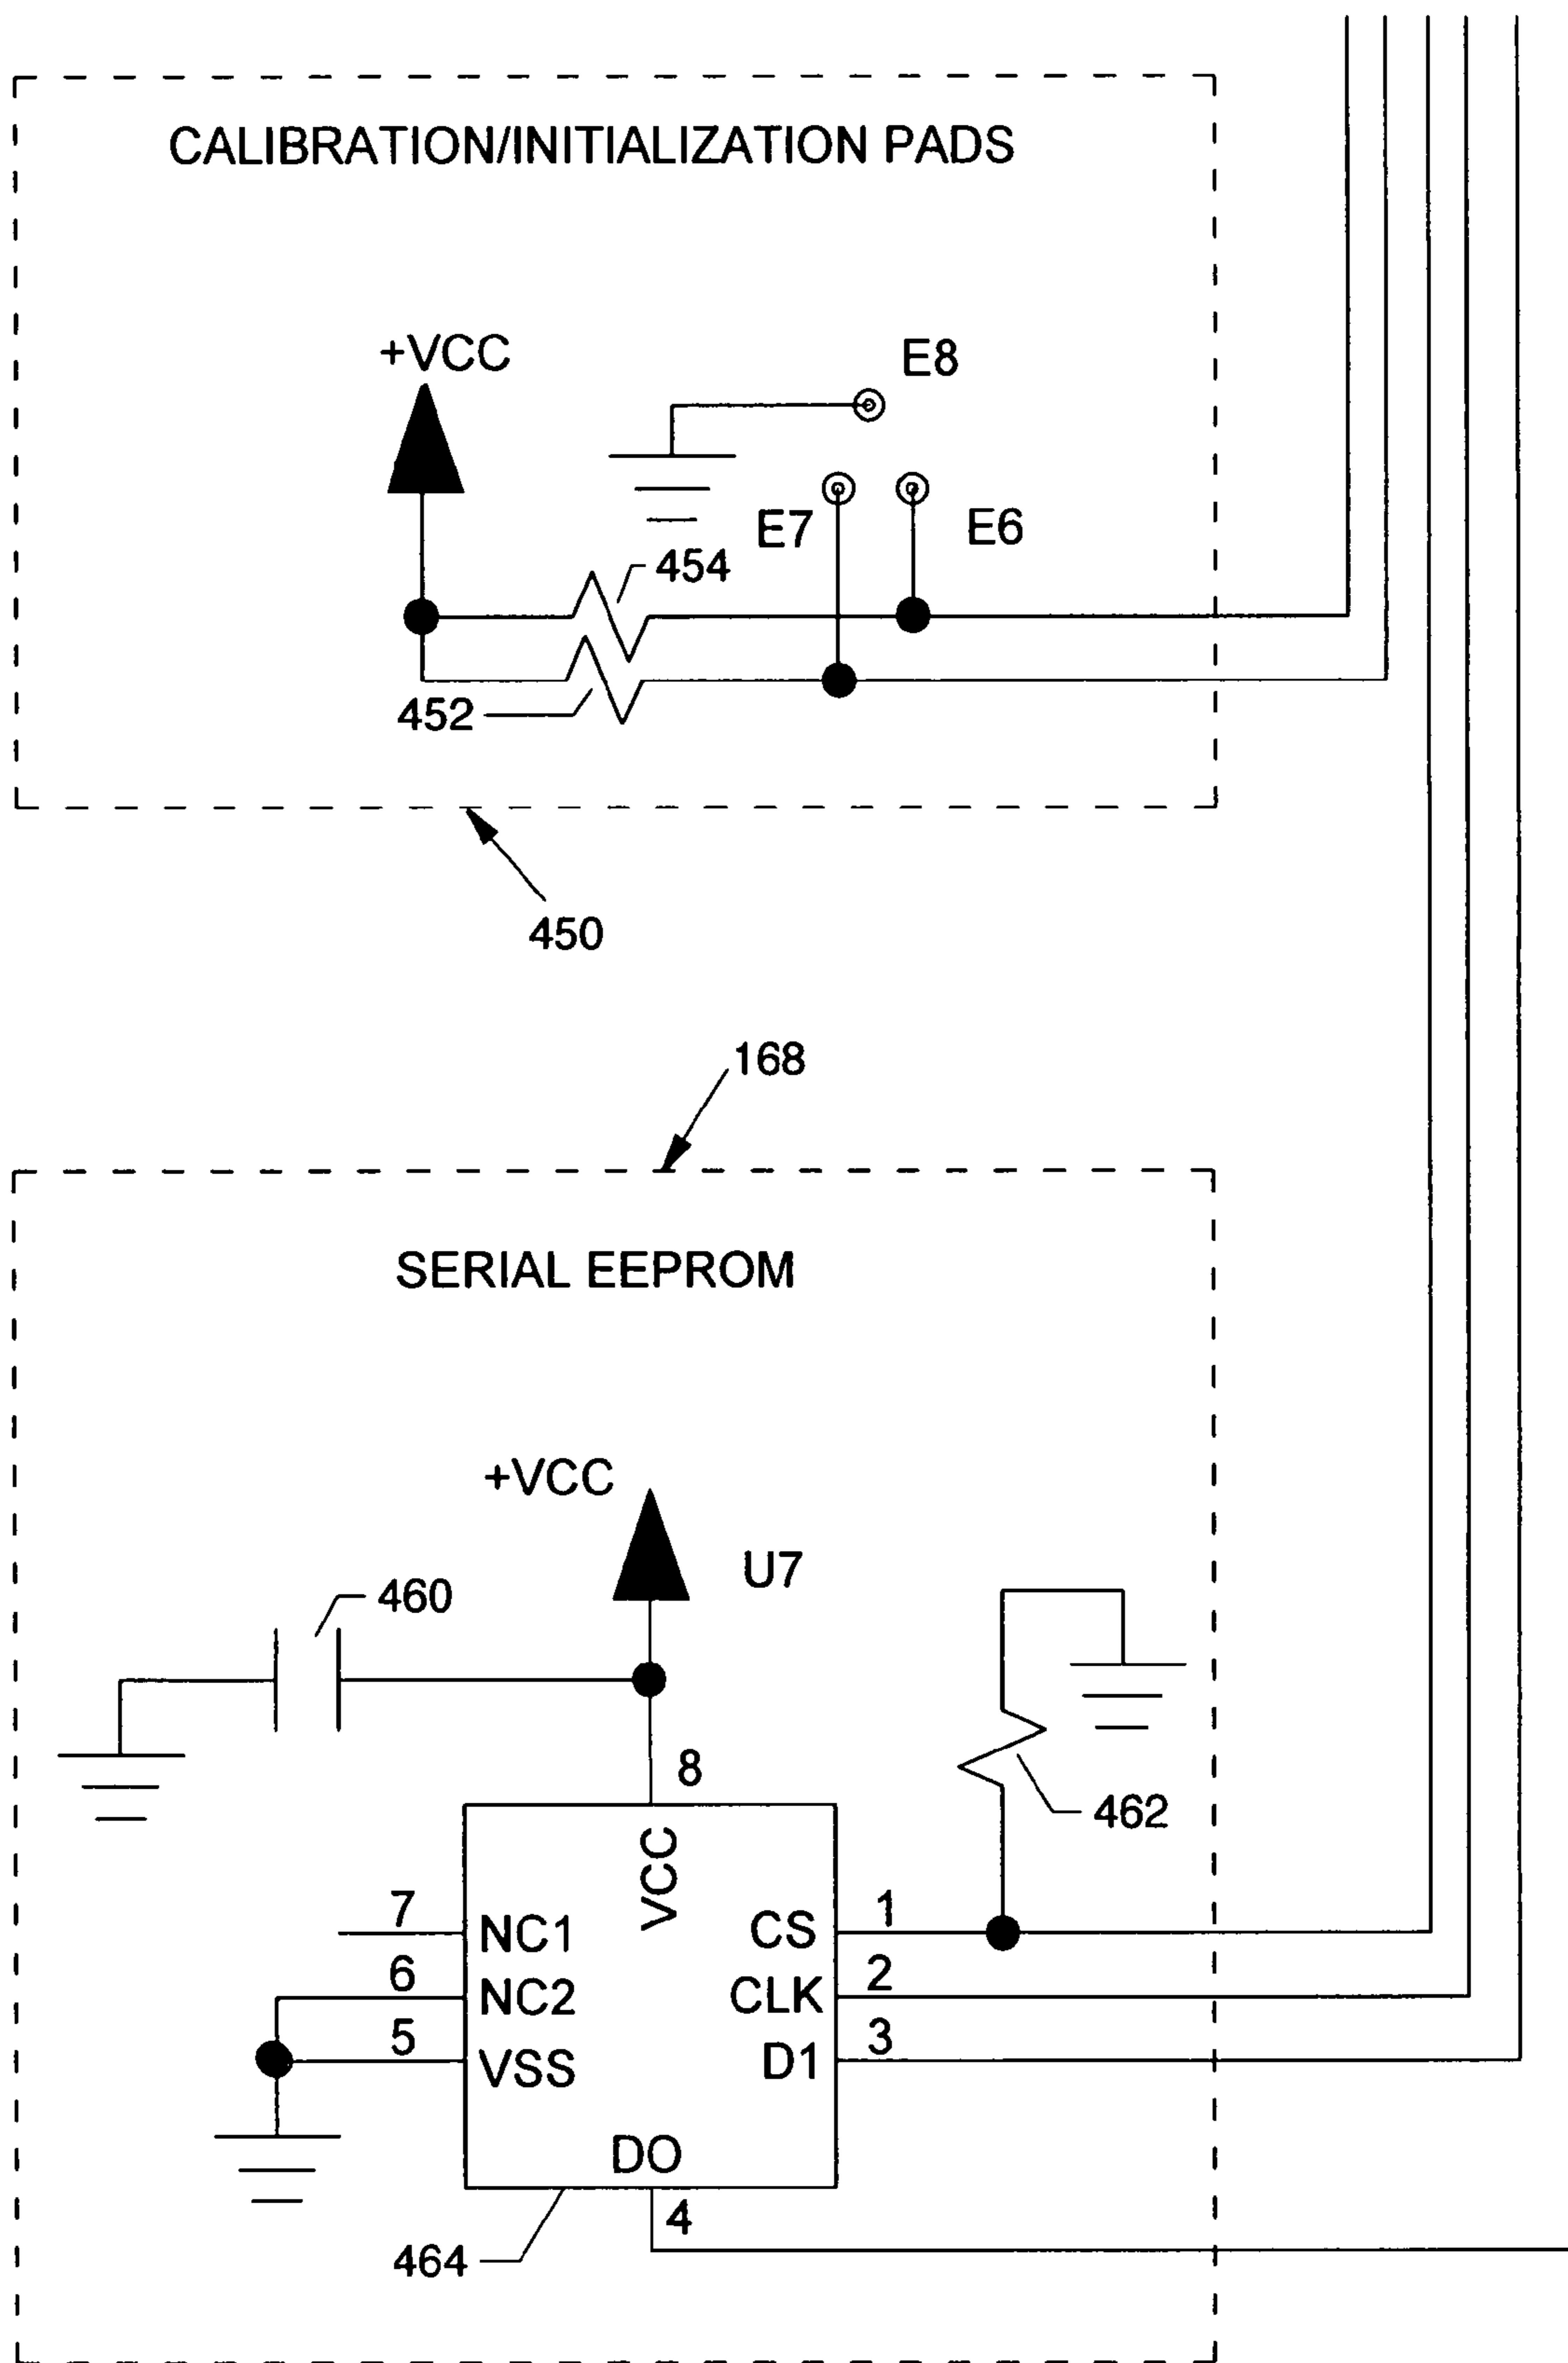 CALIBRATION/INITIALIZATION PADS
+VCC
E8
E7
E6
454
452
450
168
SERIAL EEPROM
+VCC
U7
460
8
462
VCC
7
NC1
CS
1
6
NC2
CLK
2
5
VSS
D1
3
DO
4
464